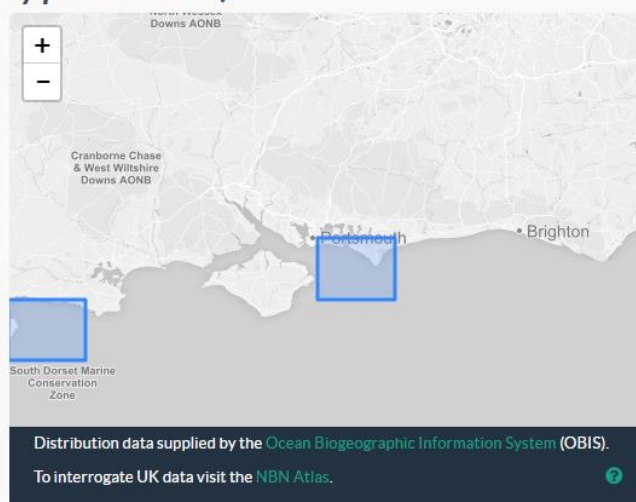 Downs AONB
+
−
Cranborne Chase
& West Wiltshire
Downs AONB
Portsmouth
Brighton
South Dorset Marine
Conservation
Zone
Distribution data supplied by the Ocean Biogeographic Information System (OBIS).
To interrogate UK data visit the NBN Atlas.
?